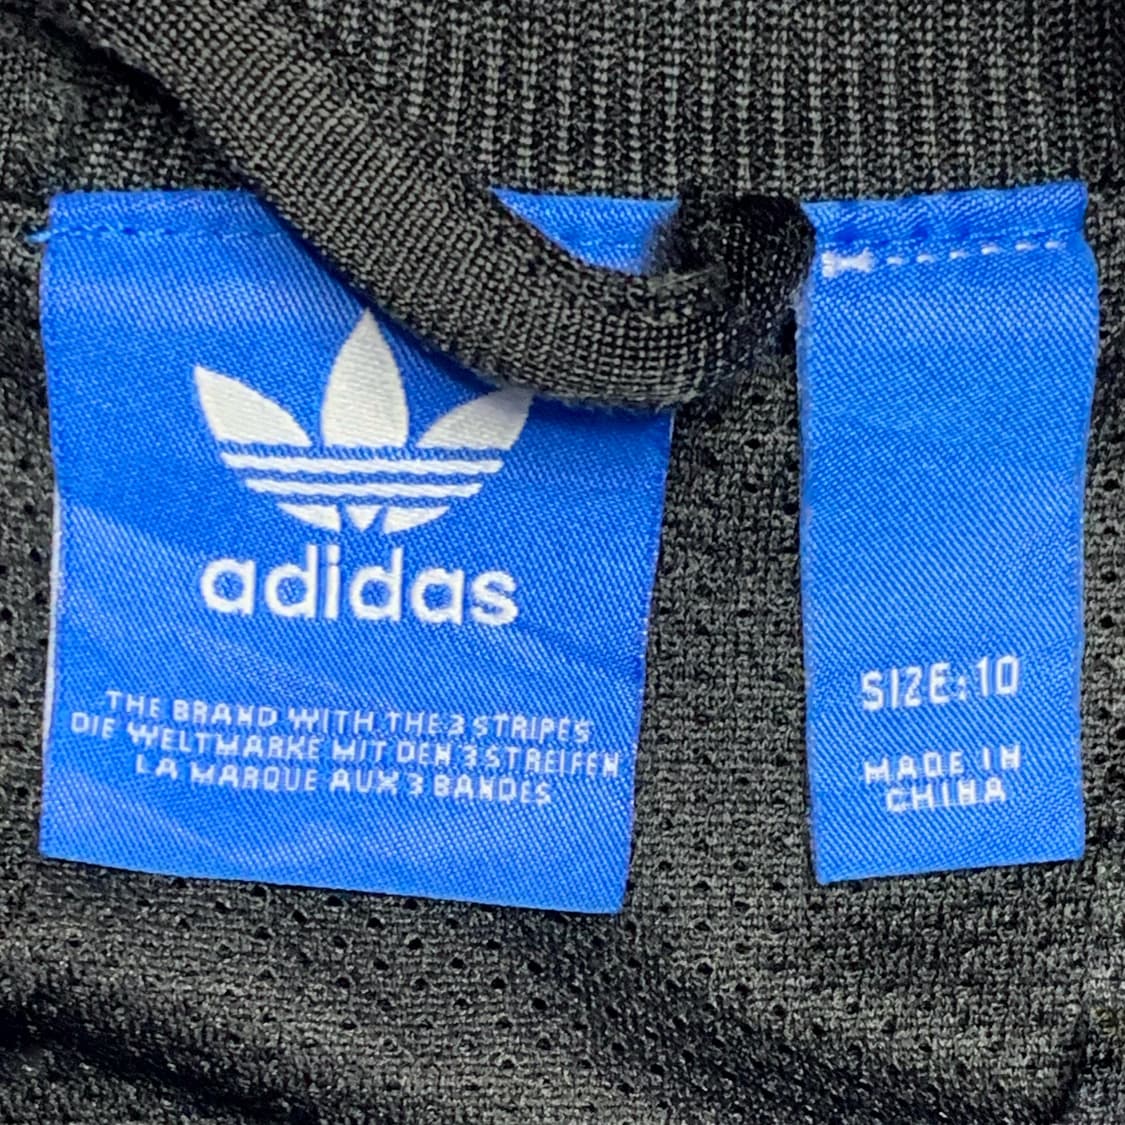 adidas
THE BRAND WITH THE 3 STRIPES
DIE WELTMARKE MIT DEN 3 STREIFEN
LA MARQUE AUX 3 BANDES
SIZE:10
MADE IN
CHINA